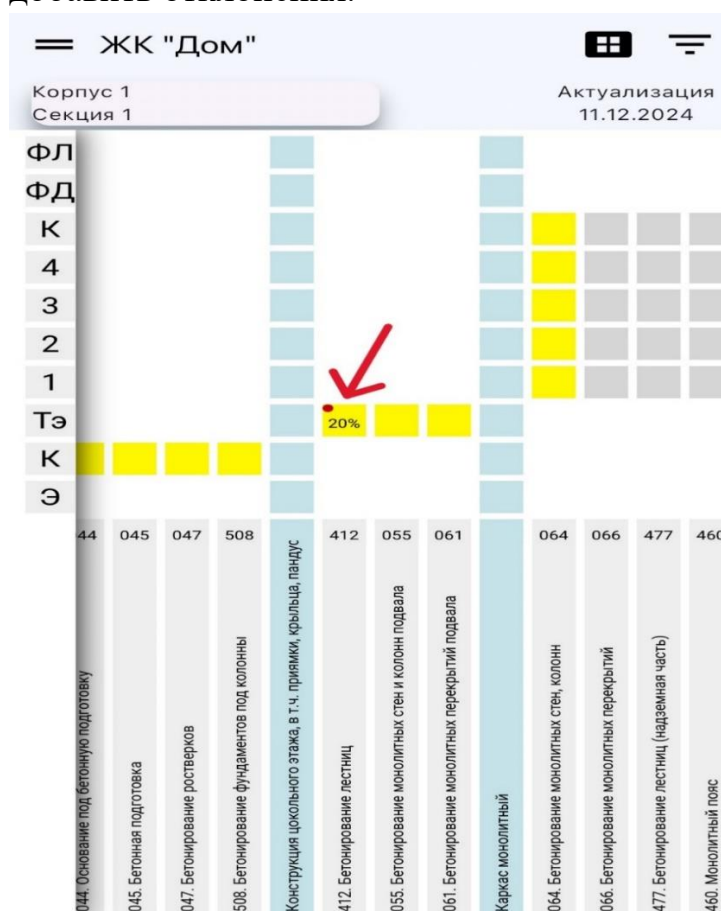 ЖК "Дом"
Корпус 1
Секция 1
Актуализация
11.12.2024
ФЛ
ФД
К
4
3
2
1
Тэ
20%
К
Э
44
045
047
508
412
055
061
064
066
477
460
044. Основание под бетонную подготовку
045. Бетонная подготовка
047. Бетонирование ростверков
508. Бетонирование фундаментов под колонны
Конструкция цокольного этажа, в т.ч. приямки, крыльца, пандус
412. Бетонирование лестниц
055. Бетонирование монолитных стен и колонн подвала
061. Бетонирование монолитных перекрытий подвала
Каркас монолитный
064. Бетонирование монолитных стен, колонн
066. Бетонирование монолитных перекрытий
477. Бетонирование лестниц (надземная часть)
460. Монолитный пояс